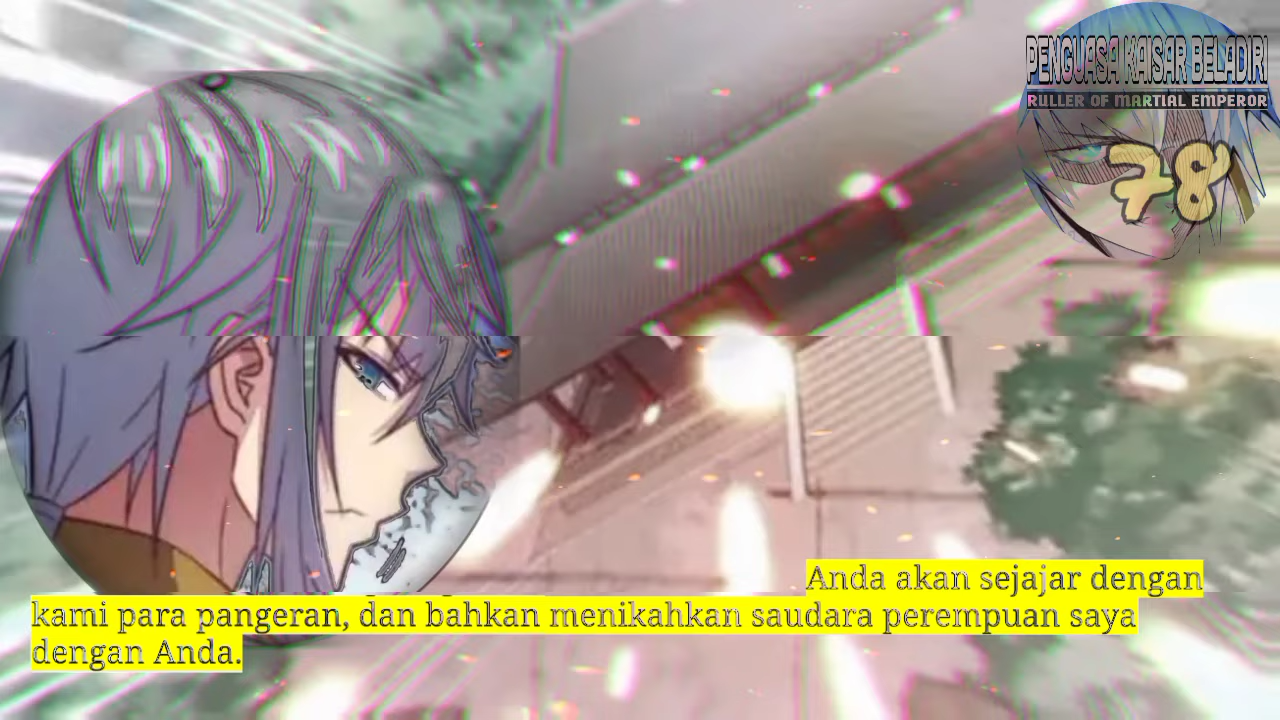 PENGUASA KAISAR BELADIRI
RULLER OF MARTIAL EMPEROR
78
Anda akan sejajar dengan
kami para pangeran, dan bahkan menikahkan saudara perempuan saya
dengan Anda.